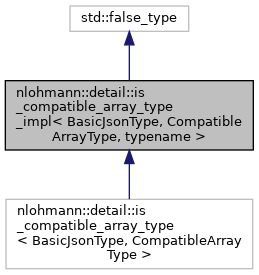 std::false_type
nlohmann::detail::is
_compatible_array_type
_impl< BasicJsonType, Compatible
ArrayType, typename >
nlohmann::detail::is
_compatible_array_type
< BasicJsonType, CompatibleArray
Type >